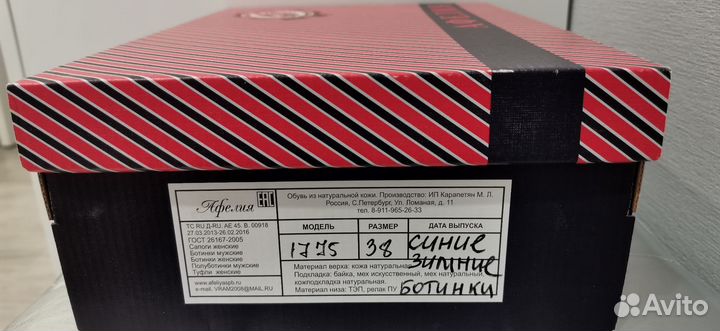 Афелия EAC
ТС RU Д-RU. АЕ 45. В. 00918
27.03.2013-26.02.2016
ГОСТ 26167-2005
Сапоги женские
Ботинки мужские
Ботинки женские
Полуботинки мужские
Туфли женские
www.afeliyaspb.ru
e-mail. VRAM2008@MAIL.RU
Обувь из натуральной кожи. Производство: ИП Карапетян М. Л.
Россия, С.Петербург, Ул. Ломаная, д. 11
тел. 8-911-965-26-33
МОДЕЛЬ РАЗМЕР ДАТА ВЫПУСКА
1775 38 синие
зимние
ботинки
Материал верха: кожа натуральная
Подкладка: байка, мех искусственный, мех натуральный,
кожподкладка натуральная.
Материал низа: ТЭП, релак ПУ
Avito